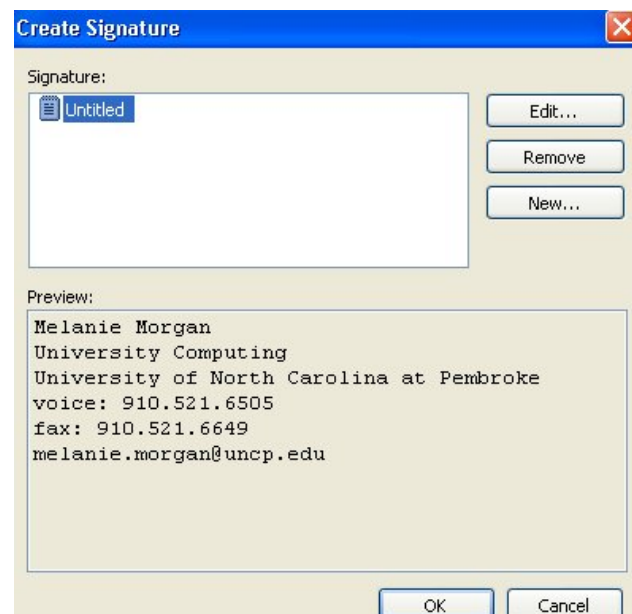 Create Signature
Signature:
Untitled
Edit...
Remove
New...
Preview:
Melanie Morgan
University Computing
University of North Carolina at Pembroke
voice: 910.521.6505
fax: 910.521.6649
melanie.morgan@uncp.edu
OK
Cancel